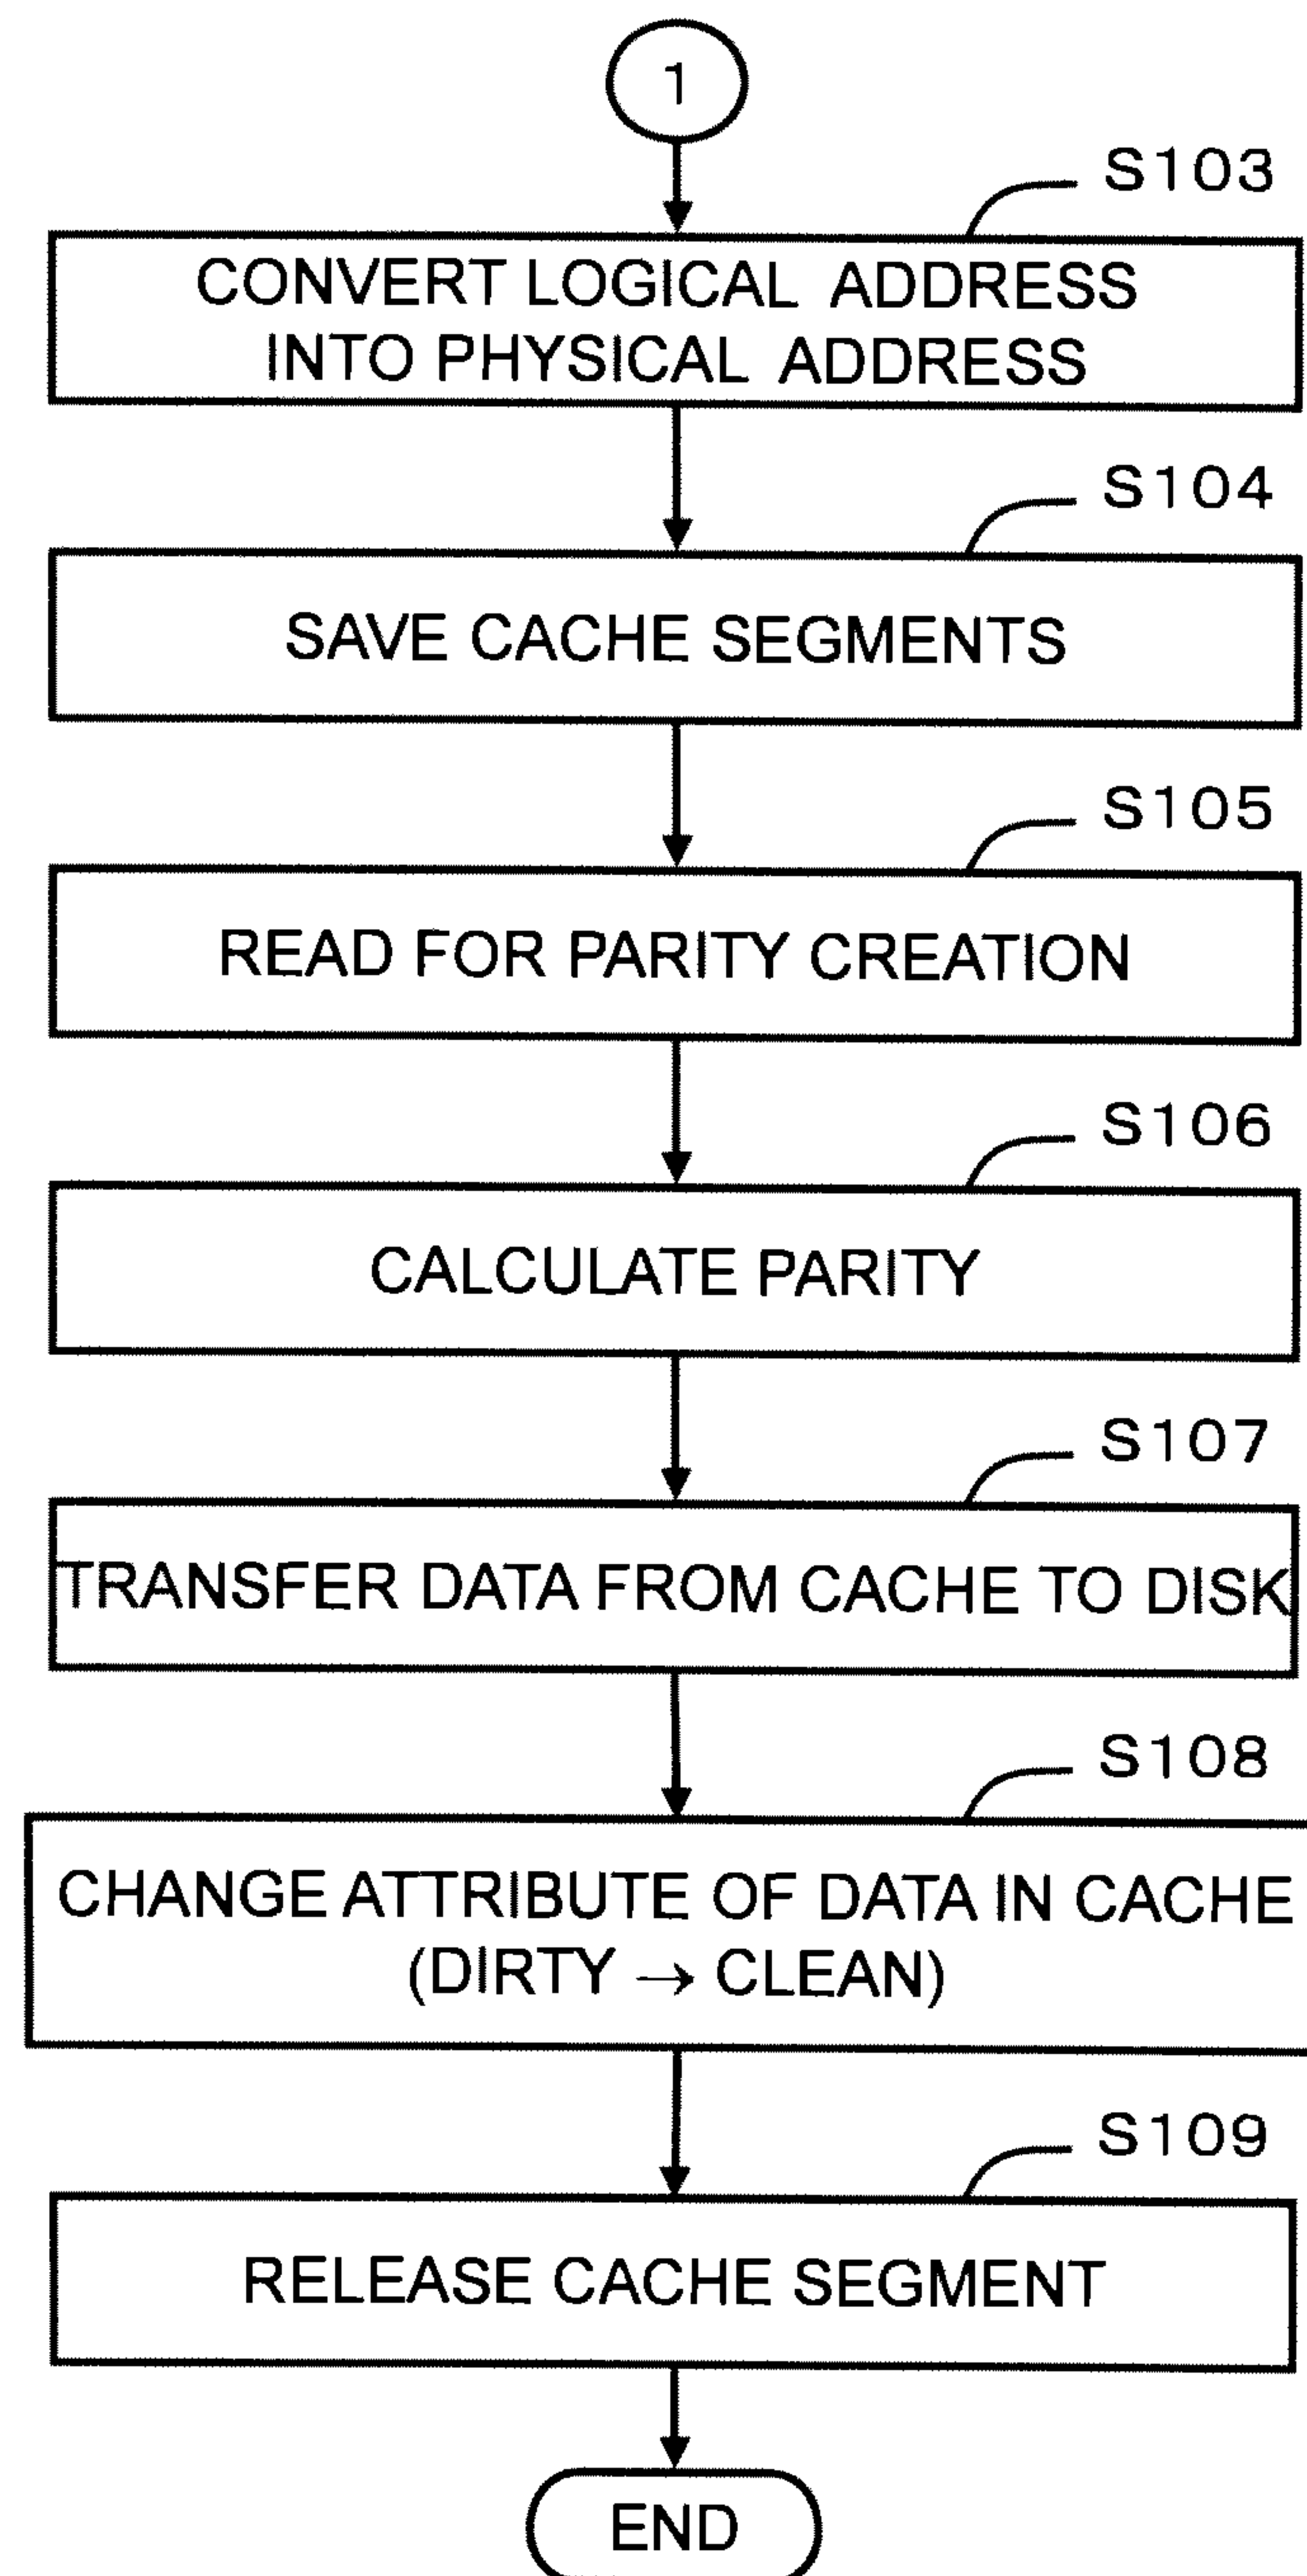 1
S103
CONVERT LOGICAL ADDRESS
INTO PHYSICAL ADDRESS
S104
SAVE CACHE SEGMENTS
S105
READ FOR PARITY CREATION
S106
CALCULATE PARITY
S107
TRANSFER DATA FROM CACHE TO DISK
S108
CHANGE ATTRIBUTE OF DATA IN CACHE
(DIRTY → CLEAN)
S109
RELEASE CACHE SEGMENT
END